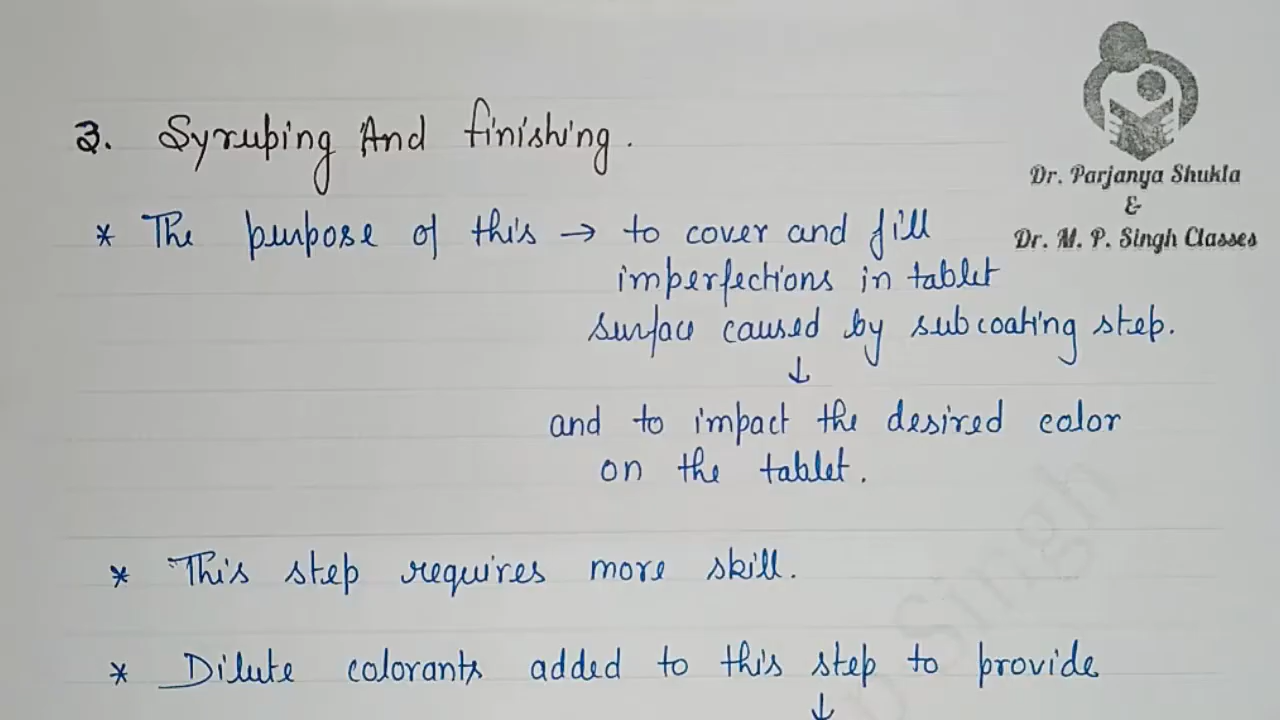 3. Syruping And finishing.
Dr. Parjanya Shukla
&
Dr. M. P. Singh Classes
* The purpose of this → to cover and fill
imperfections in tablet
surface caused by subcoating step.
↓
and to impact the desired color
on the tablet.
* This step requires more skill.
* Dilute colorants added to this step to provide
↓
Singh